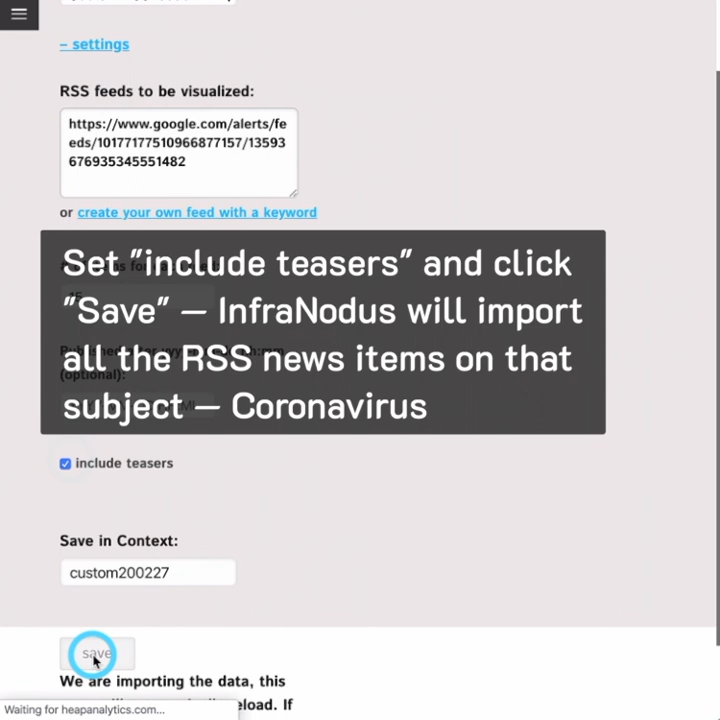 – settings
RSS feeds to be visualized:
https://www.google.com/alerts/fe
eds/10177177510966877157/13593
676935345551482
or create your own feed with a keyword
Set "include teasers" and click
"Save" — InfraNodus will import
all the RSS news items on that
subject — Coronavirus
(optional):
include teasers
Save in Context:
custom200227
save
We are importing the data, this
eload. If
Waiting for heapanalytics.com...